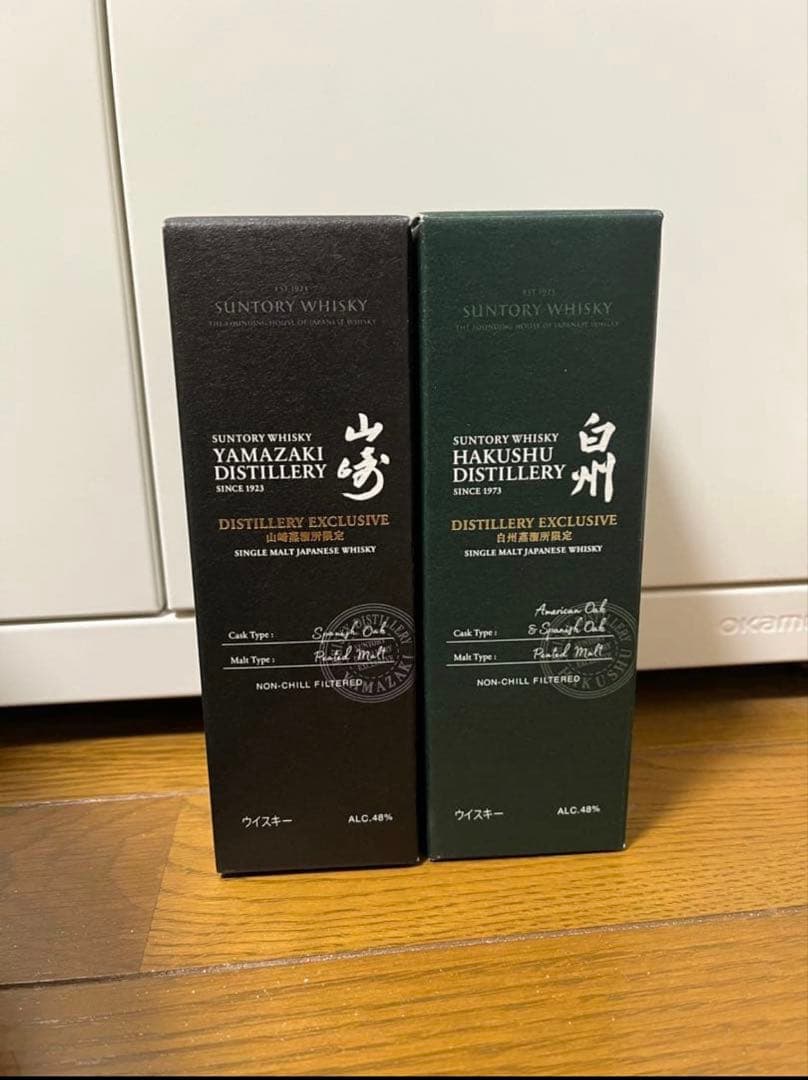 EST 1923
SUNTORY WHISKY
THE FOUNDING HOUSE OF JAPANESE WHISKY
SUNTORY WHISKY
YAMAZAKI
DISTILLERY
SINCE 1923
山崎
DISTILLERY EXCLUSIVE
山崎蒸溜所限定
SINGLE MALT JAPANESE WHISKY
Cask Type : Spanish Oak
Malt Type : Peated Malt
NON-CHILL FILTERED
DISTILLERY
YAMAZAKI
ウイスキー
ALC.48%
EST 1923
SUNTORY WHISKY
THE FOUNDING HOUSE OF JAPANESE WHISKY
SUNTORY WHISKY
HAKUSHU
DISTILLERY
SINCE 1973
白州
DISTILLERY EXCLUSIVE
白州蒸溜所限定
SINGLE MALT JAPANESE WHISKY
American Oak
Cask Type : & Spanish Oak
Malt Type : Peated Malt
NON-CHILL FILTERED
DISTILLERY
HAKUSHU
ウイスキー
ALC.48%
okam